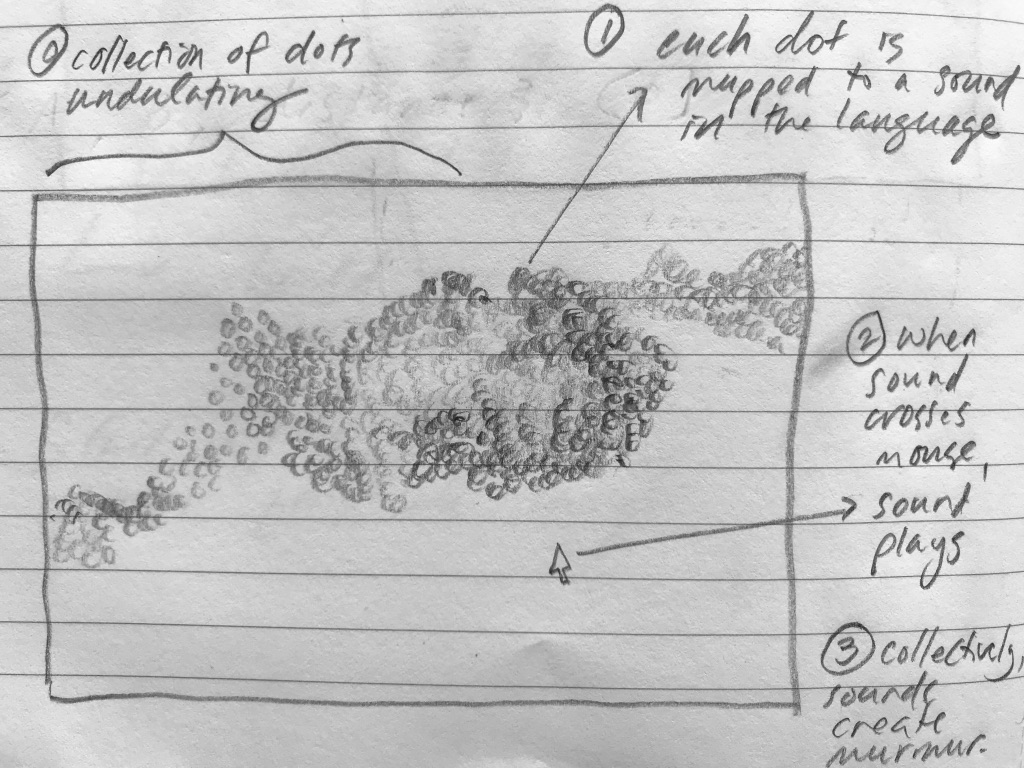 ⓪ collection of dots
undulating
① each dot is
mapped to a sound
in the language
② when
sound
crosses
mouse,
sound
plays
③ collectively,
sounds
create
murmur.